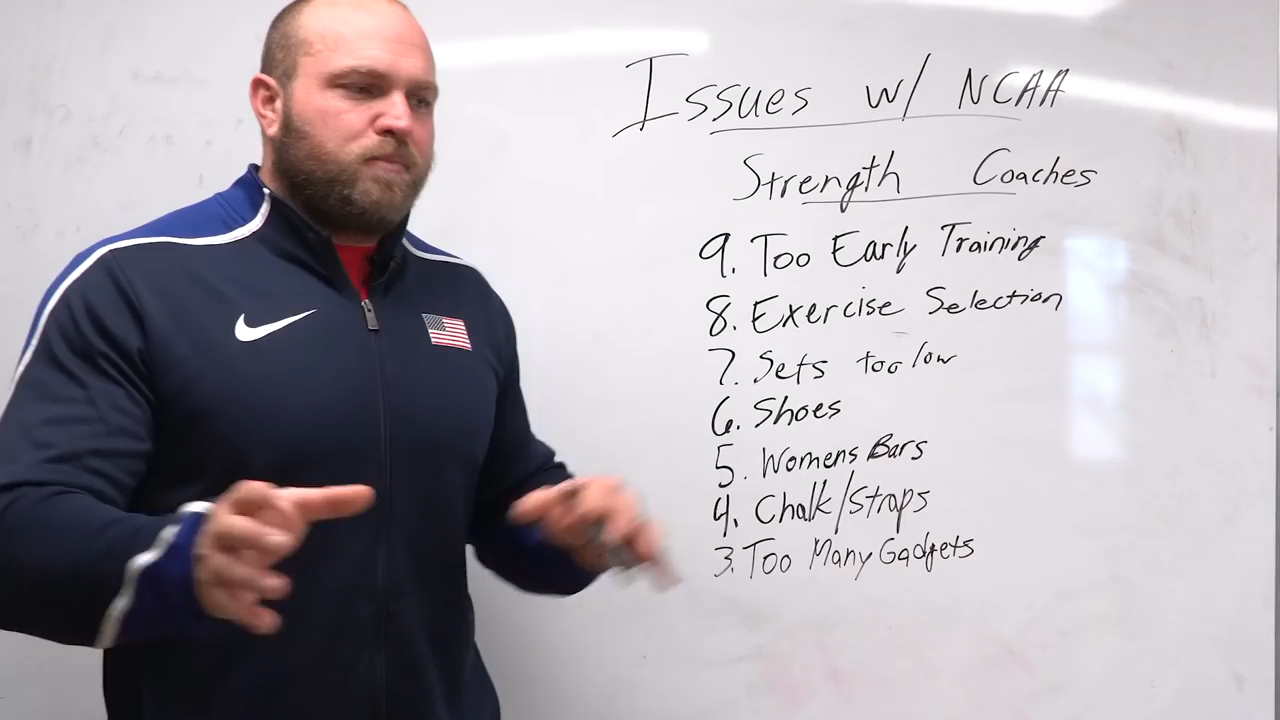 Issues w/ NCAA
Strength Coaches
9. Too Early Training
8. Exercise Selection
7. Sets too low
6. Shoes
5. Womens Bars
4. Chalk/Straps
3. Too Many Gadgets